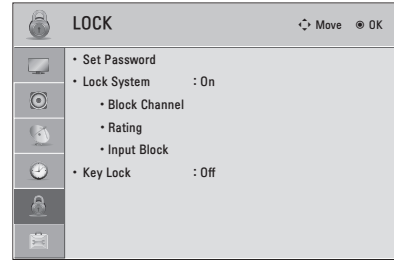 LOCK
Move OK
• Set Password
• Lock System : On
• Block Channel
• Rating
• Input Block
• Key Lock : Off